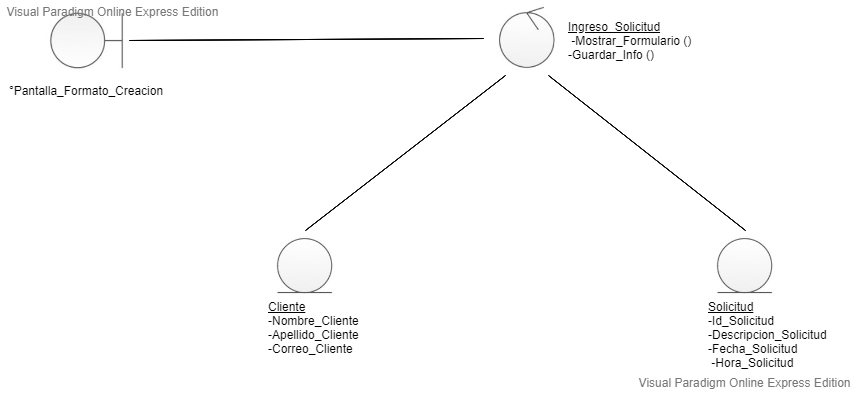 Visual Paradigm Online Express Edition
Ingreso_Solicitud
-Mostrar_Formulario ()
-Guardar_Info ()
°Pantalla_Formato_Creacion
Cliente
-Nombre_Cliente
-Apellido_Cliente
-Correo_Cliente
Solicitud
-Id_Solicitud
-Descripcion_Solicitud
-Fecha_Solicitud
-Hora_Solicitud
Visual Paradigm Online Express Edition